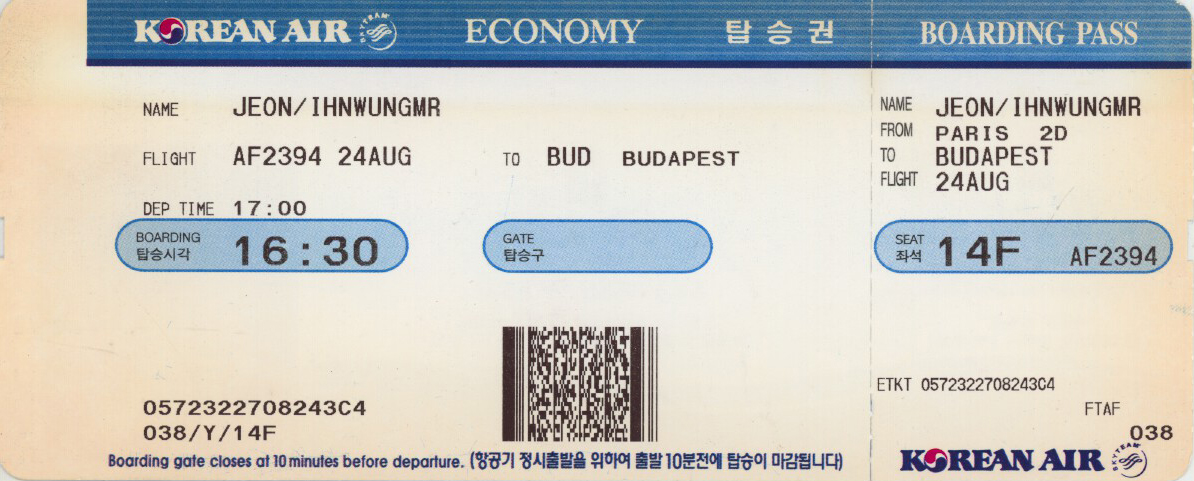 KOREAN AIR SKYTEAM ECONOMY 탑승권 BOARDING PASS
NAME JEON/IHNWUNGMR
FLIGHT AF2394 24AUG TO BUD BUDAPEST
DEP TIME 17:00
BOARDING 탑승시각 16:30
GATE 탑승구
0572322708243C4
038/Y/14F
Boarding gate closes at 10 minutes before departure. (항공기 정시출발을 위하여 출발 10분전에 탑승이 마감됩니다)
NAME JEON/IHNWUNGMR
FROM PARIS 2D
TO BUDAPEST
FLIGHT 24AUG
SEAT 좌석 14F AF2394
ETKT 0572322708243C4
FTAF
038
KOREAN AIR SKYTEAM